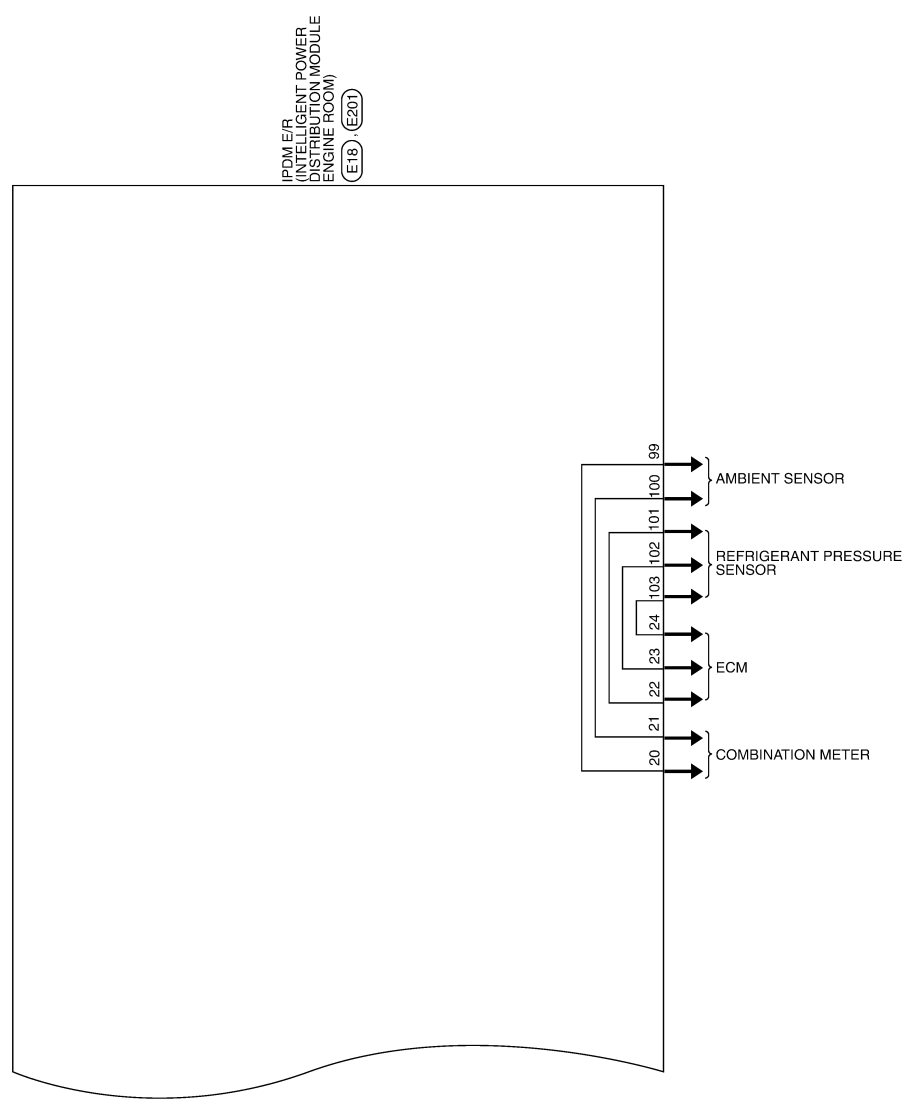 IPDM E/R
(INTELLIGENT POWER
DISTRIBUTION MODULE
ENGINE ROOM)
E18 , E201
99
100
AMBIENT SENSOR
101
102
103
REFRIGERANT PRESSURE
SENSOR
24
23
22
ECM
21
20
COMBINATION METER